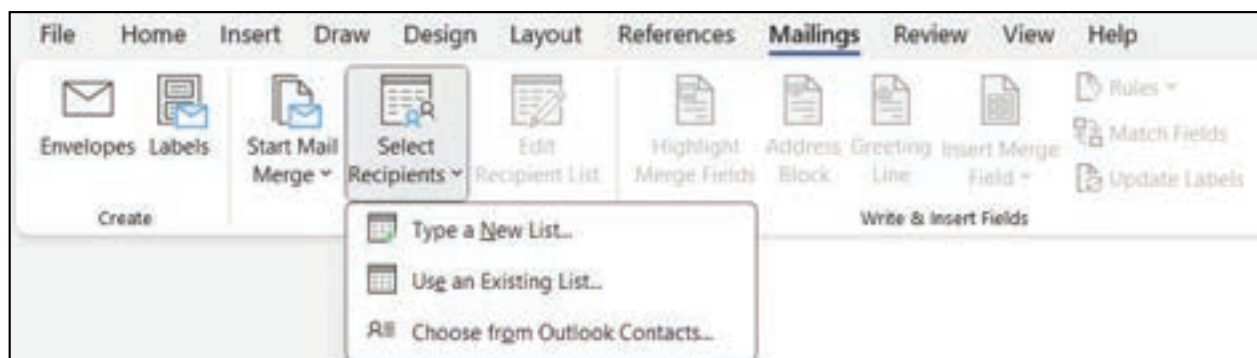 File Home Insert Draw Design Layout References Mailings Review View Help
Envelopes Labels Start Mail Merge Select Recipients Edit Recipient List Highlight Merge Fields Address Block Greeting Line Insert Merge Field Rules
Match Fields
Update Labels
Create Write & Insert Fields
Type a New List...
Use an Existing List...
Choose from Outlook Contacts...